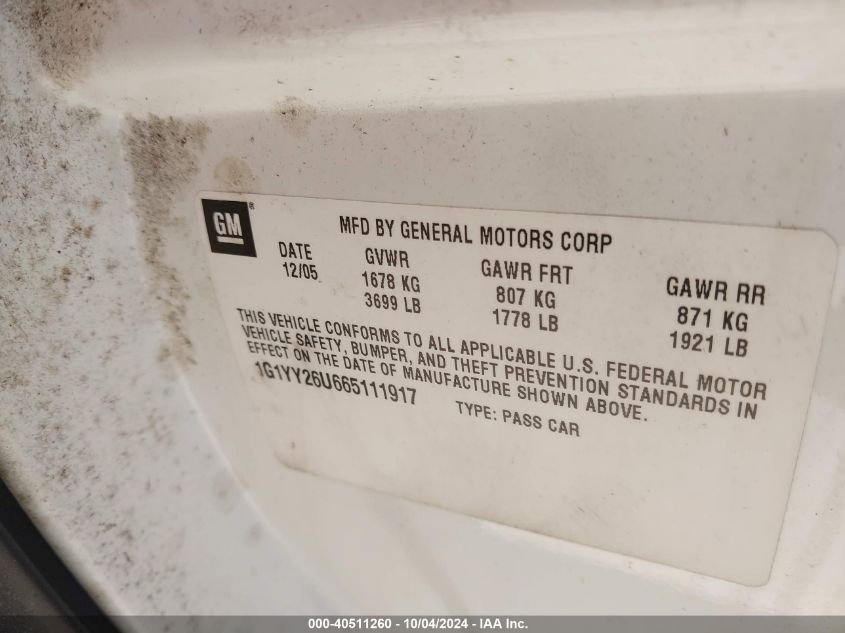 GM®
MFD BY GENERAL MOTORS CORP
DATE GVWR GAWR FRT GAWR RR
12/05 1678 KG 807 KG 871 KG
3699 LB 1778 LB 1921 LB
THIS VEHICLE CONFORMS TO ALL APPLICABLE U.S. FEDERAL MOTOR
VEHICLE SAFETY, BUMPER, AND THEFT PREVENTION STANDARDS IN
EFFECT ON THE DATE OF MANUFACTURE SHOWN ABOVE.
1G1YY26U665111917 TYPE: PASS CAR
000-40511260 - 10/04/2024 - IAA Inc.